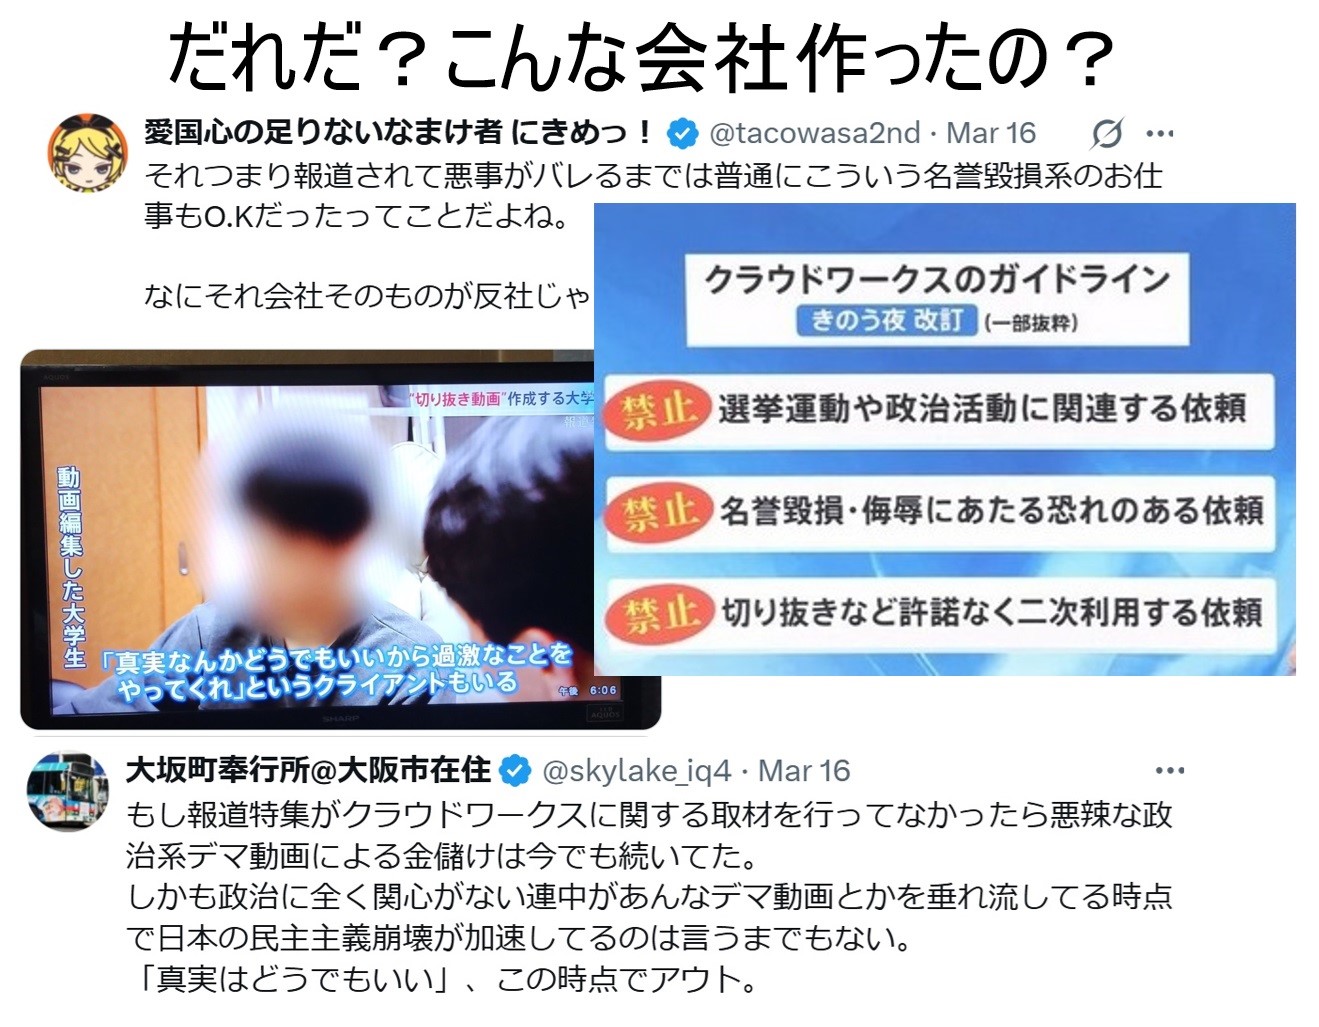 だれだ？こんな会社作ったの？
愛国心の足りないなまけ者 にきめっ！ @tacowasa2nd · Mar 16
それつまり報道されて悪事がバレるまでは普通にこういう名誉毀損系のお仕
事もO.Kだったってことだよね。
なにそれ会社そのものが反社じゃ
クラウドワークスのガイドライン
きのう夜 改訂 (一部抜粋)
禁止 選挙運動や政治活動に関連する依頼
禁止 名誉毀損・侮辱にあたる恐れのある依頼
禁止 切り抜きなど許諾なく二次利用する依頼
"切り抜き動画"作成する大学
動画編集した大学生
「真実なんかどうでもいいから過激なことを
やってくれ」というクライアントもいる
午後 6:06
SHARP
AQUOS
大坂町奉行所@大阪市在住 @skylake_iq4 · Mar 16
もし報道特集がクラウドワークスに関する取材を行ってなかったら悪辣な政
治系デマ動画による金儲けは今でも続いてた。
しかも政治に全く関心がない連中があんなデマ動画とかを垂れ流してる時点
で日本の民主主義崩壊が加速してるのは言うまでもない。
「真実はどうでもいい」、この時点でアウト。